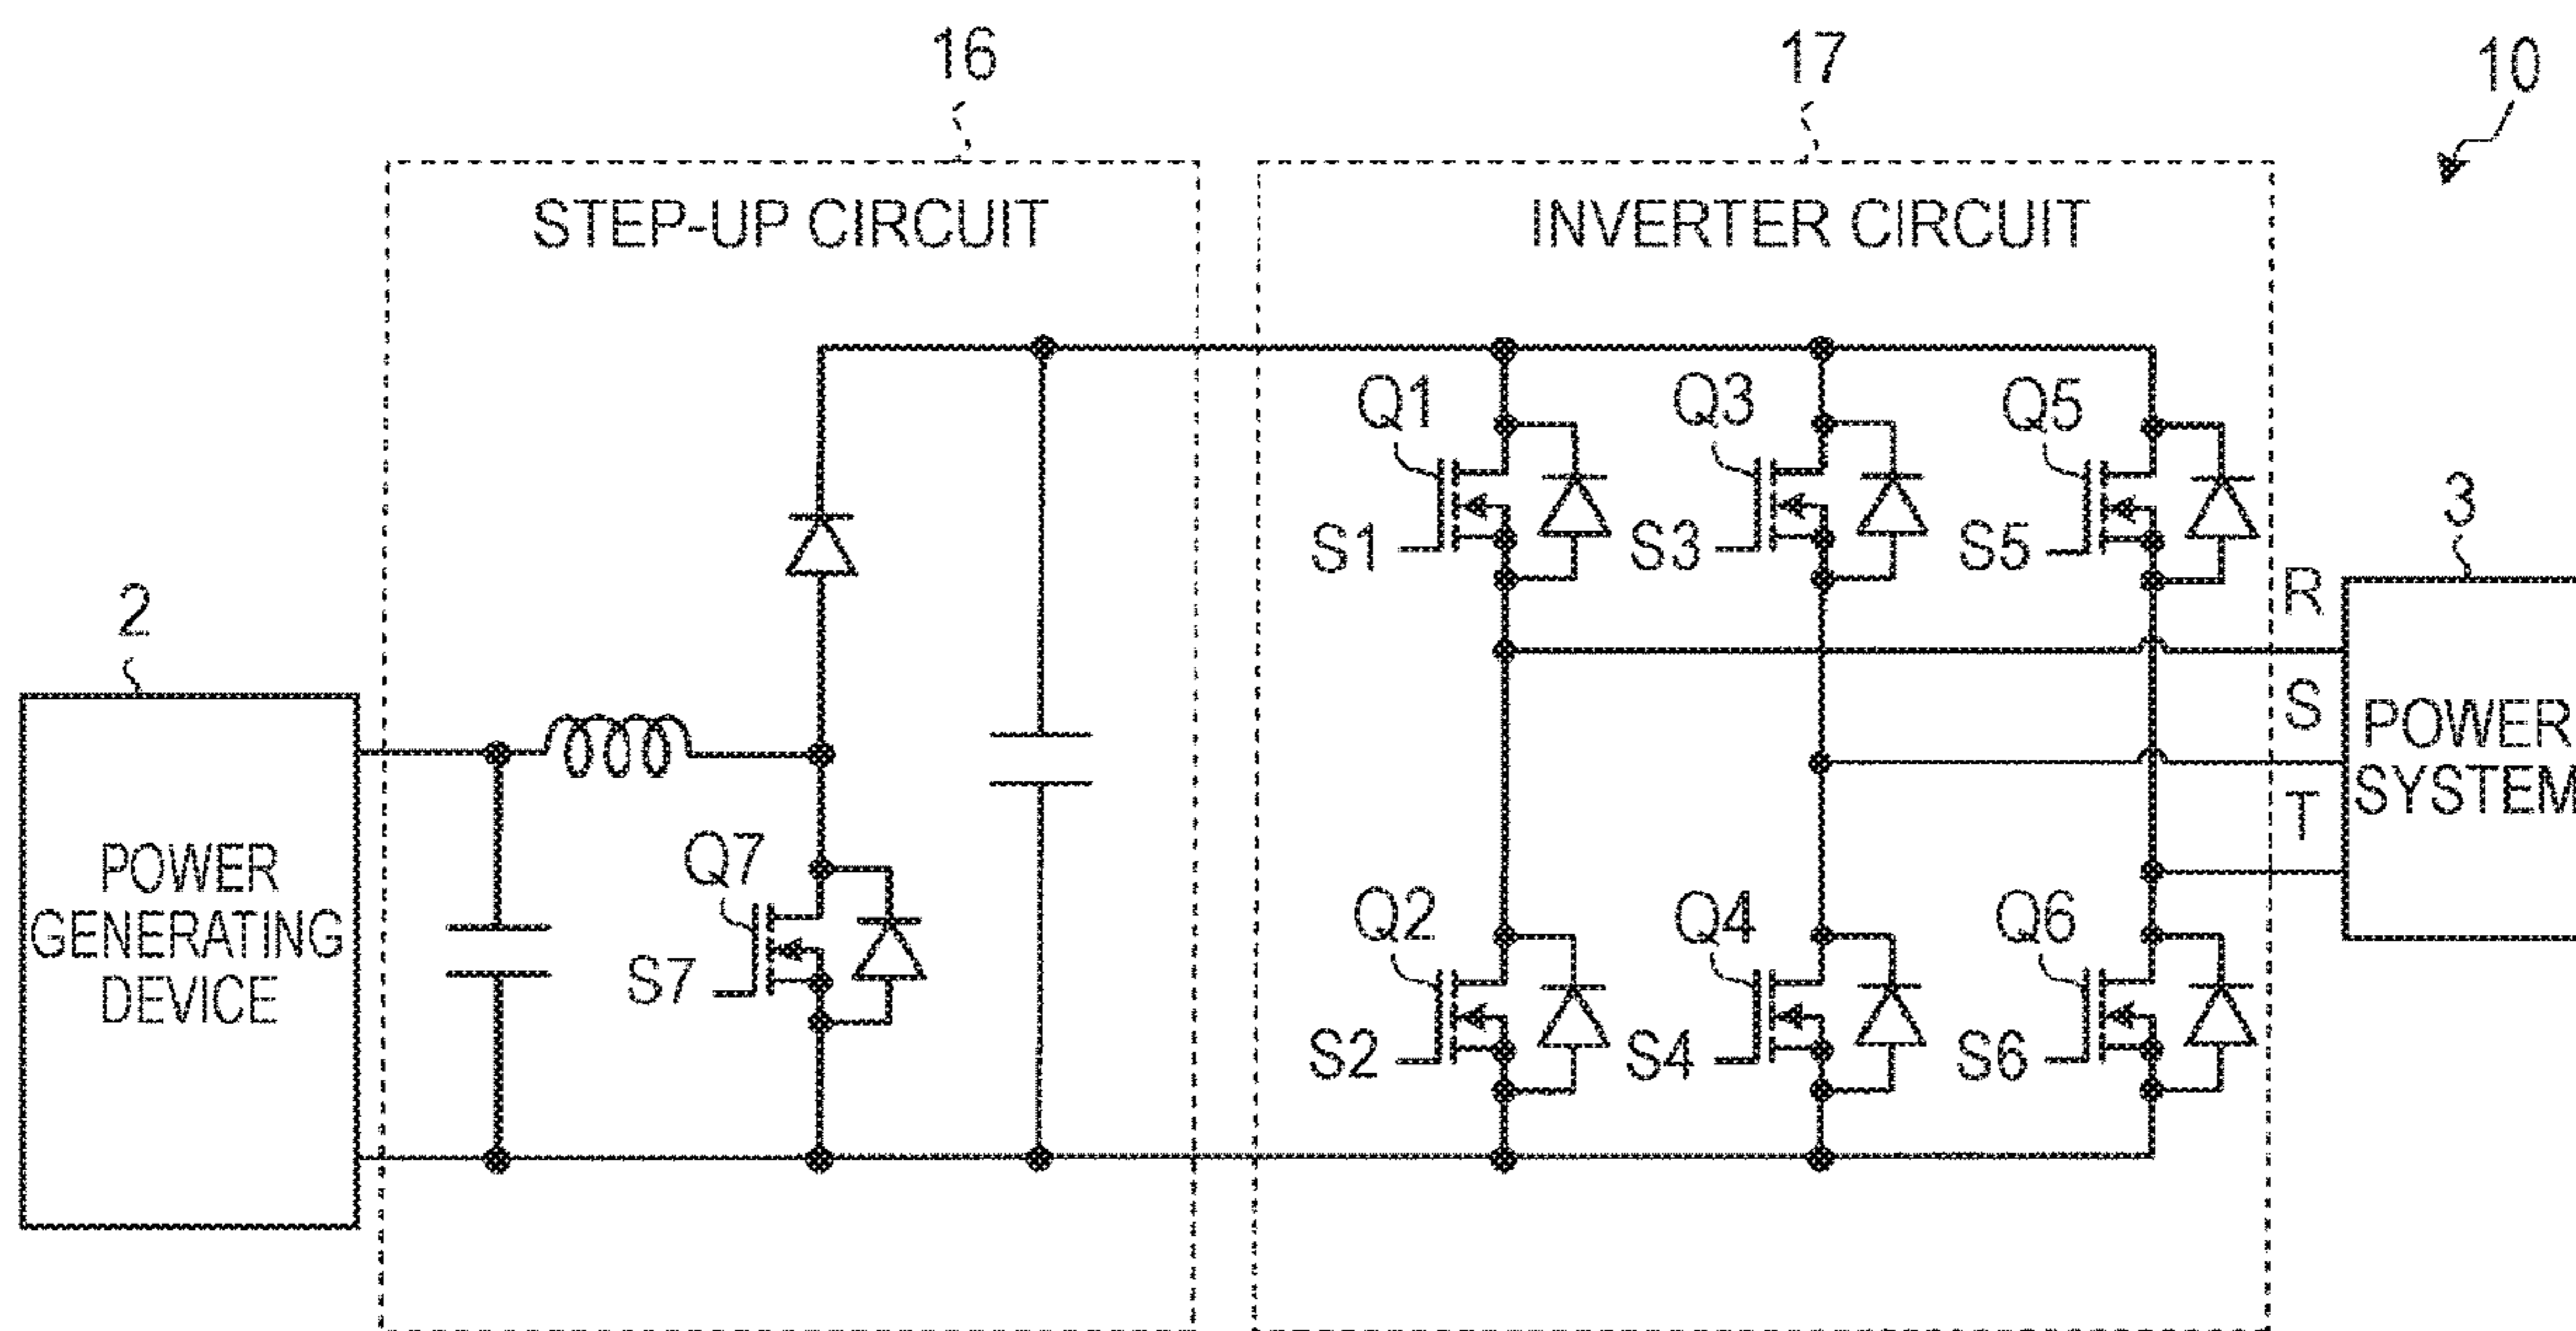 16
17
10
STEP-UP CIRCUIT
INVERTER CIRCUIT
Q1
Q3
Q5
S1
S3
S5
3
2
R
S
T
POWER
SYSTEM
POWER
GENERATING
DEVICE
Q7
S7
Q2
Q4
Q6
S2
S4
S6